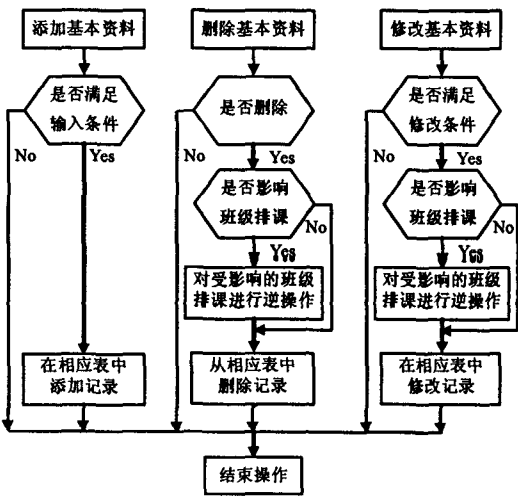 添加基本资料
删除基本资料
修改基本资料
是否满足
输入条件
是否删除
是否满足
修改条件
No
Yes
No
Yes
No
Yes
是否影响
班级排课
是否影响
班级排课
No
No
Yes
Yes
对受影响的班级
排课进行逆操作
对受影响的班级
排课进行逆操作
在相应表中
添加记录
从相应表中
删除记录
在相应表中
修改记录
结束操作